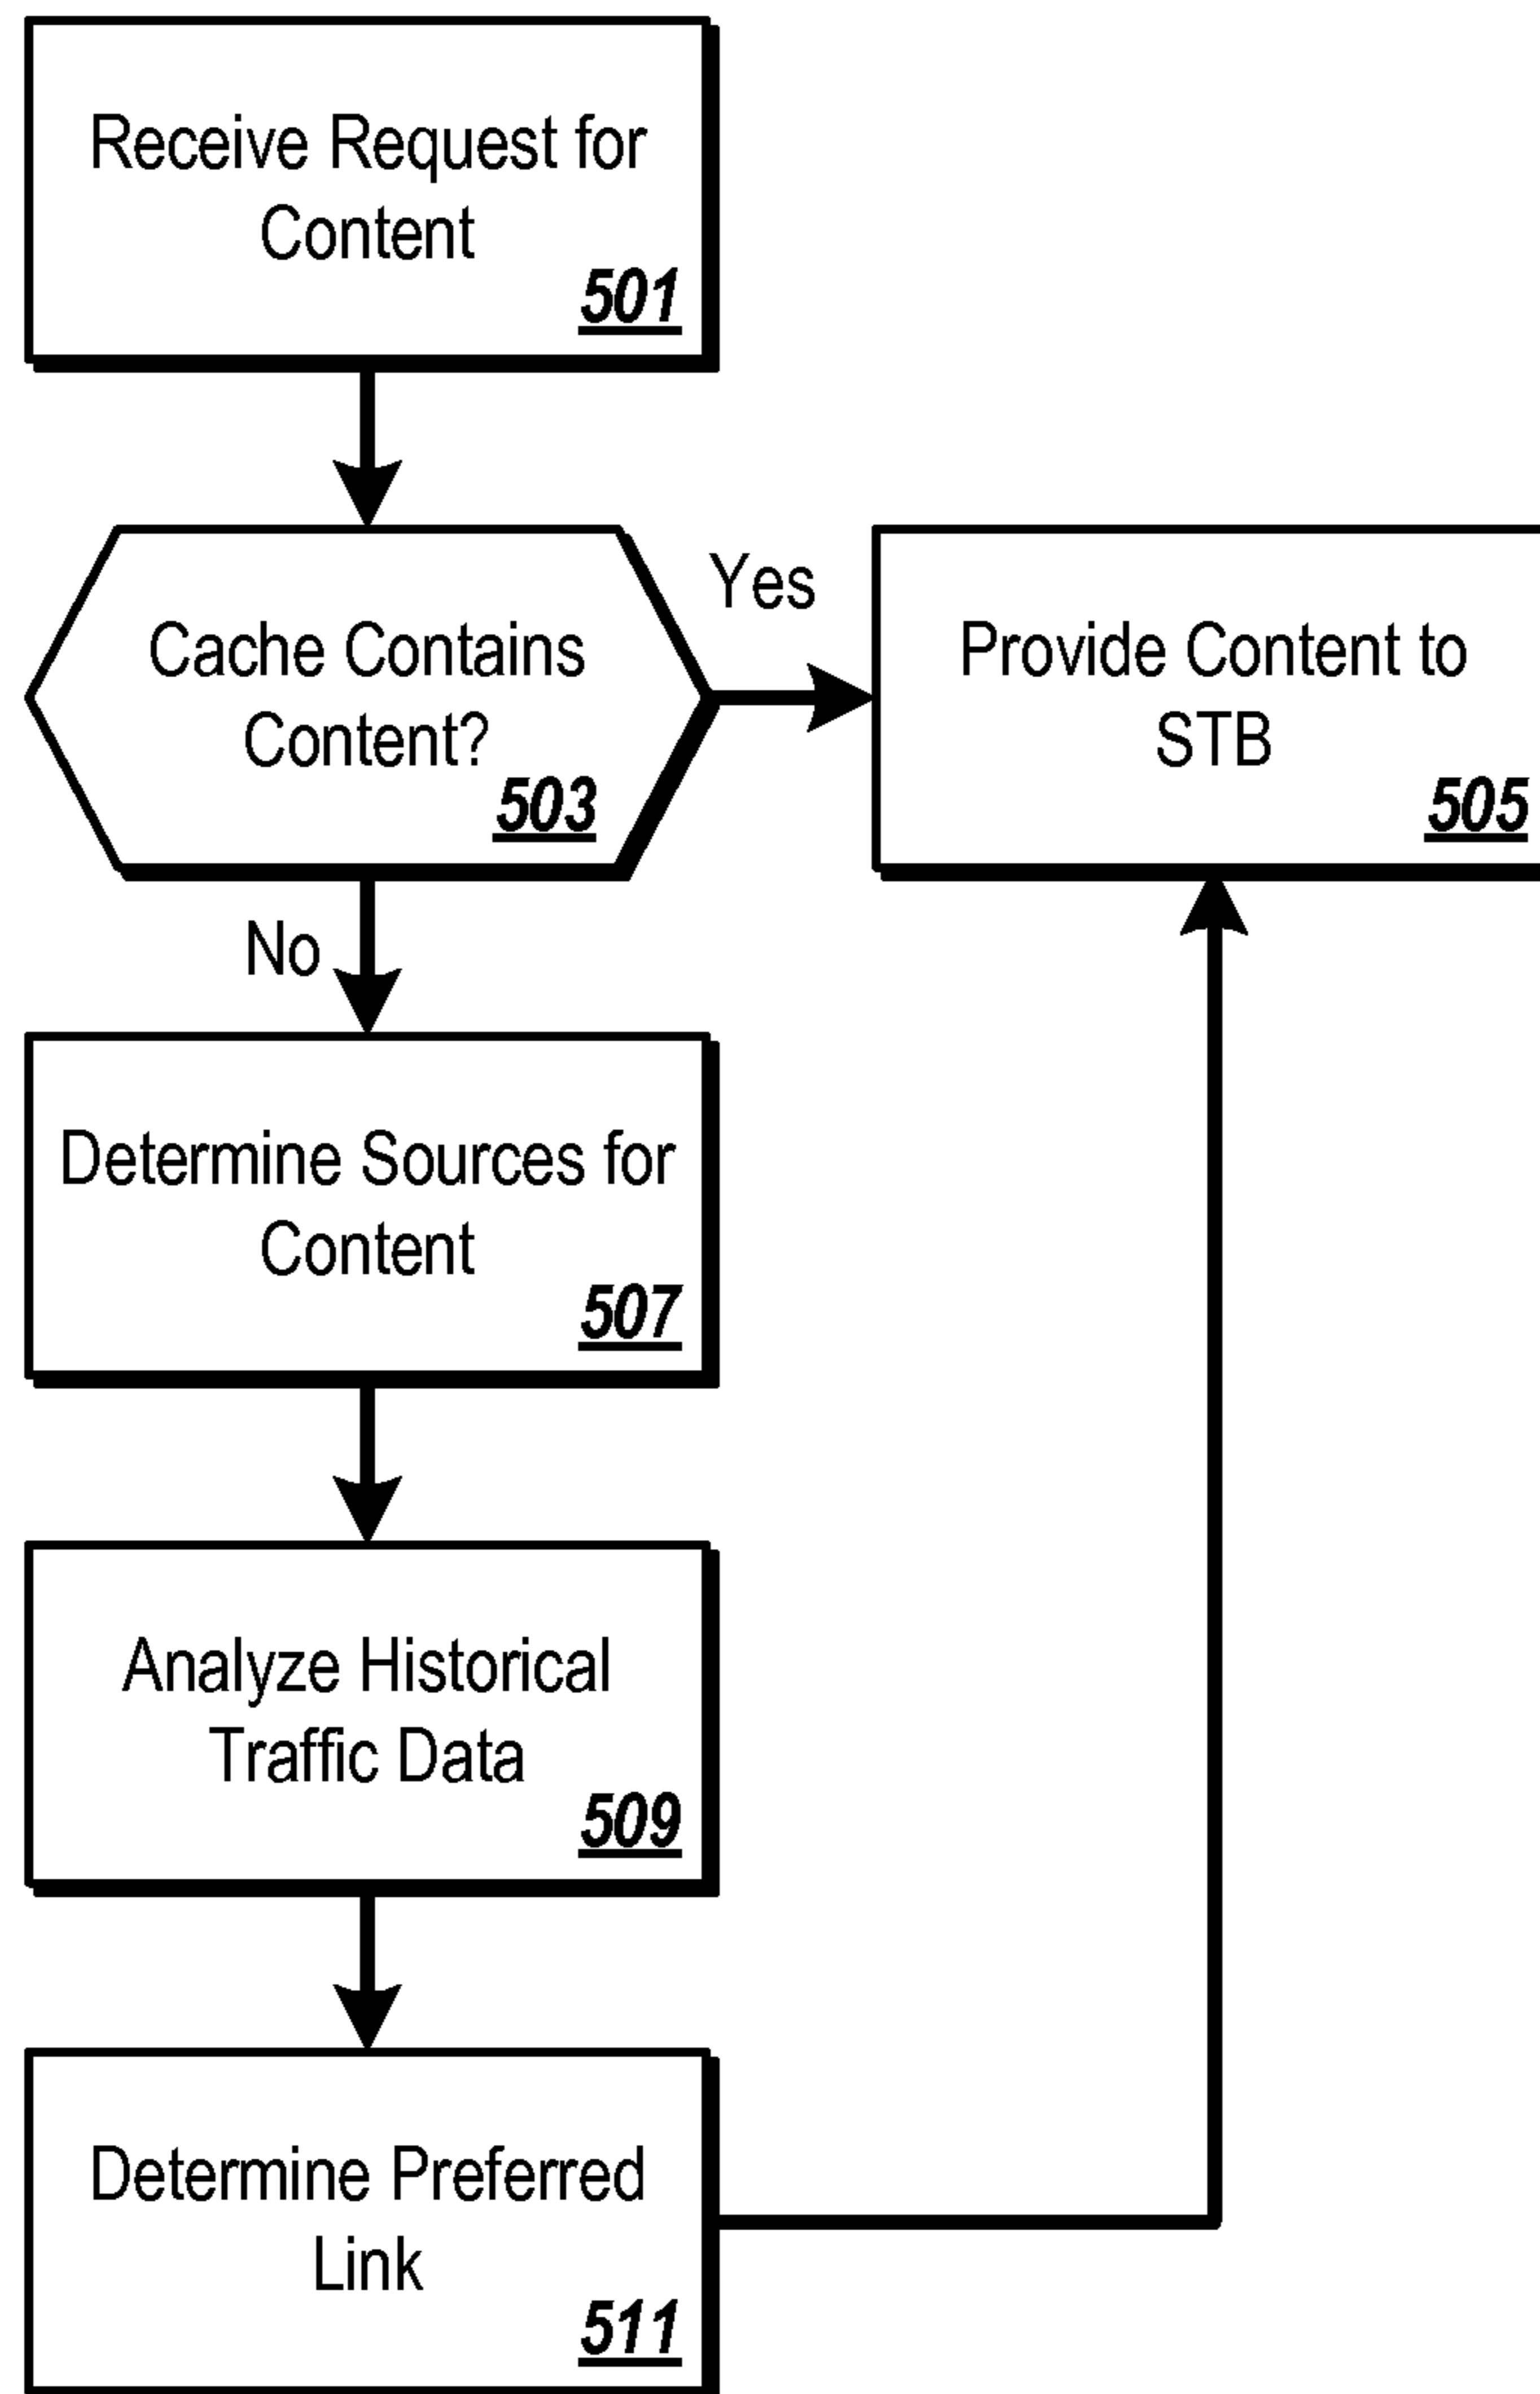 Receive Request for
Content
501
Cache Contains
Content?
503
Yes
Provide Content to
STB
505
No
Determine Sources for
Content
507
Analyze Historical
Traffic Data
509
Determine Preferred
Link
511